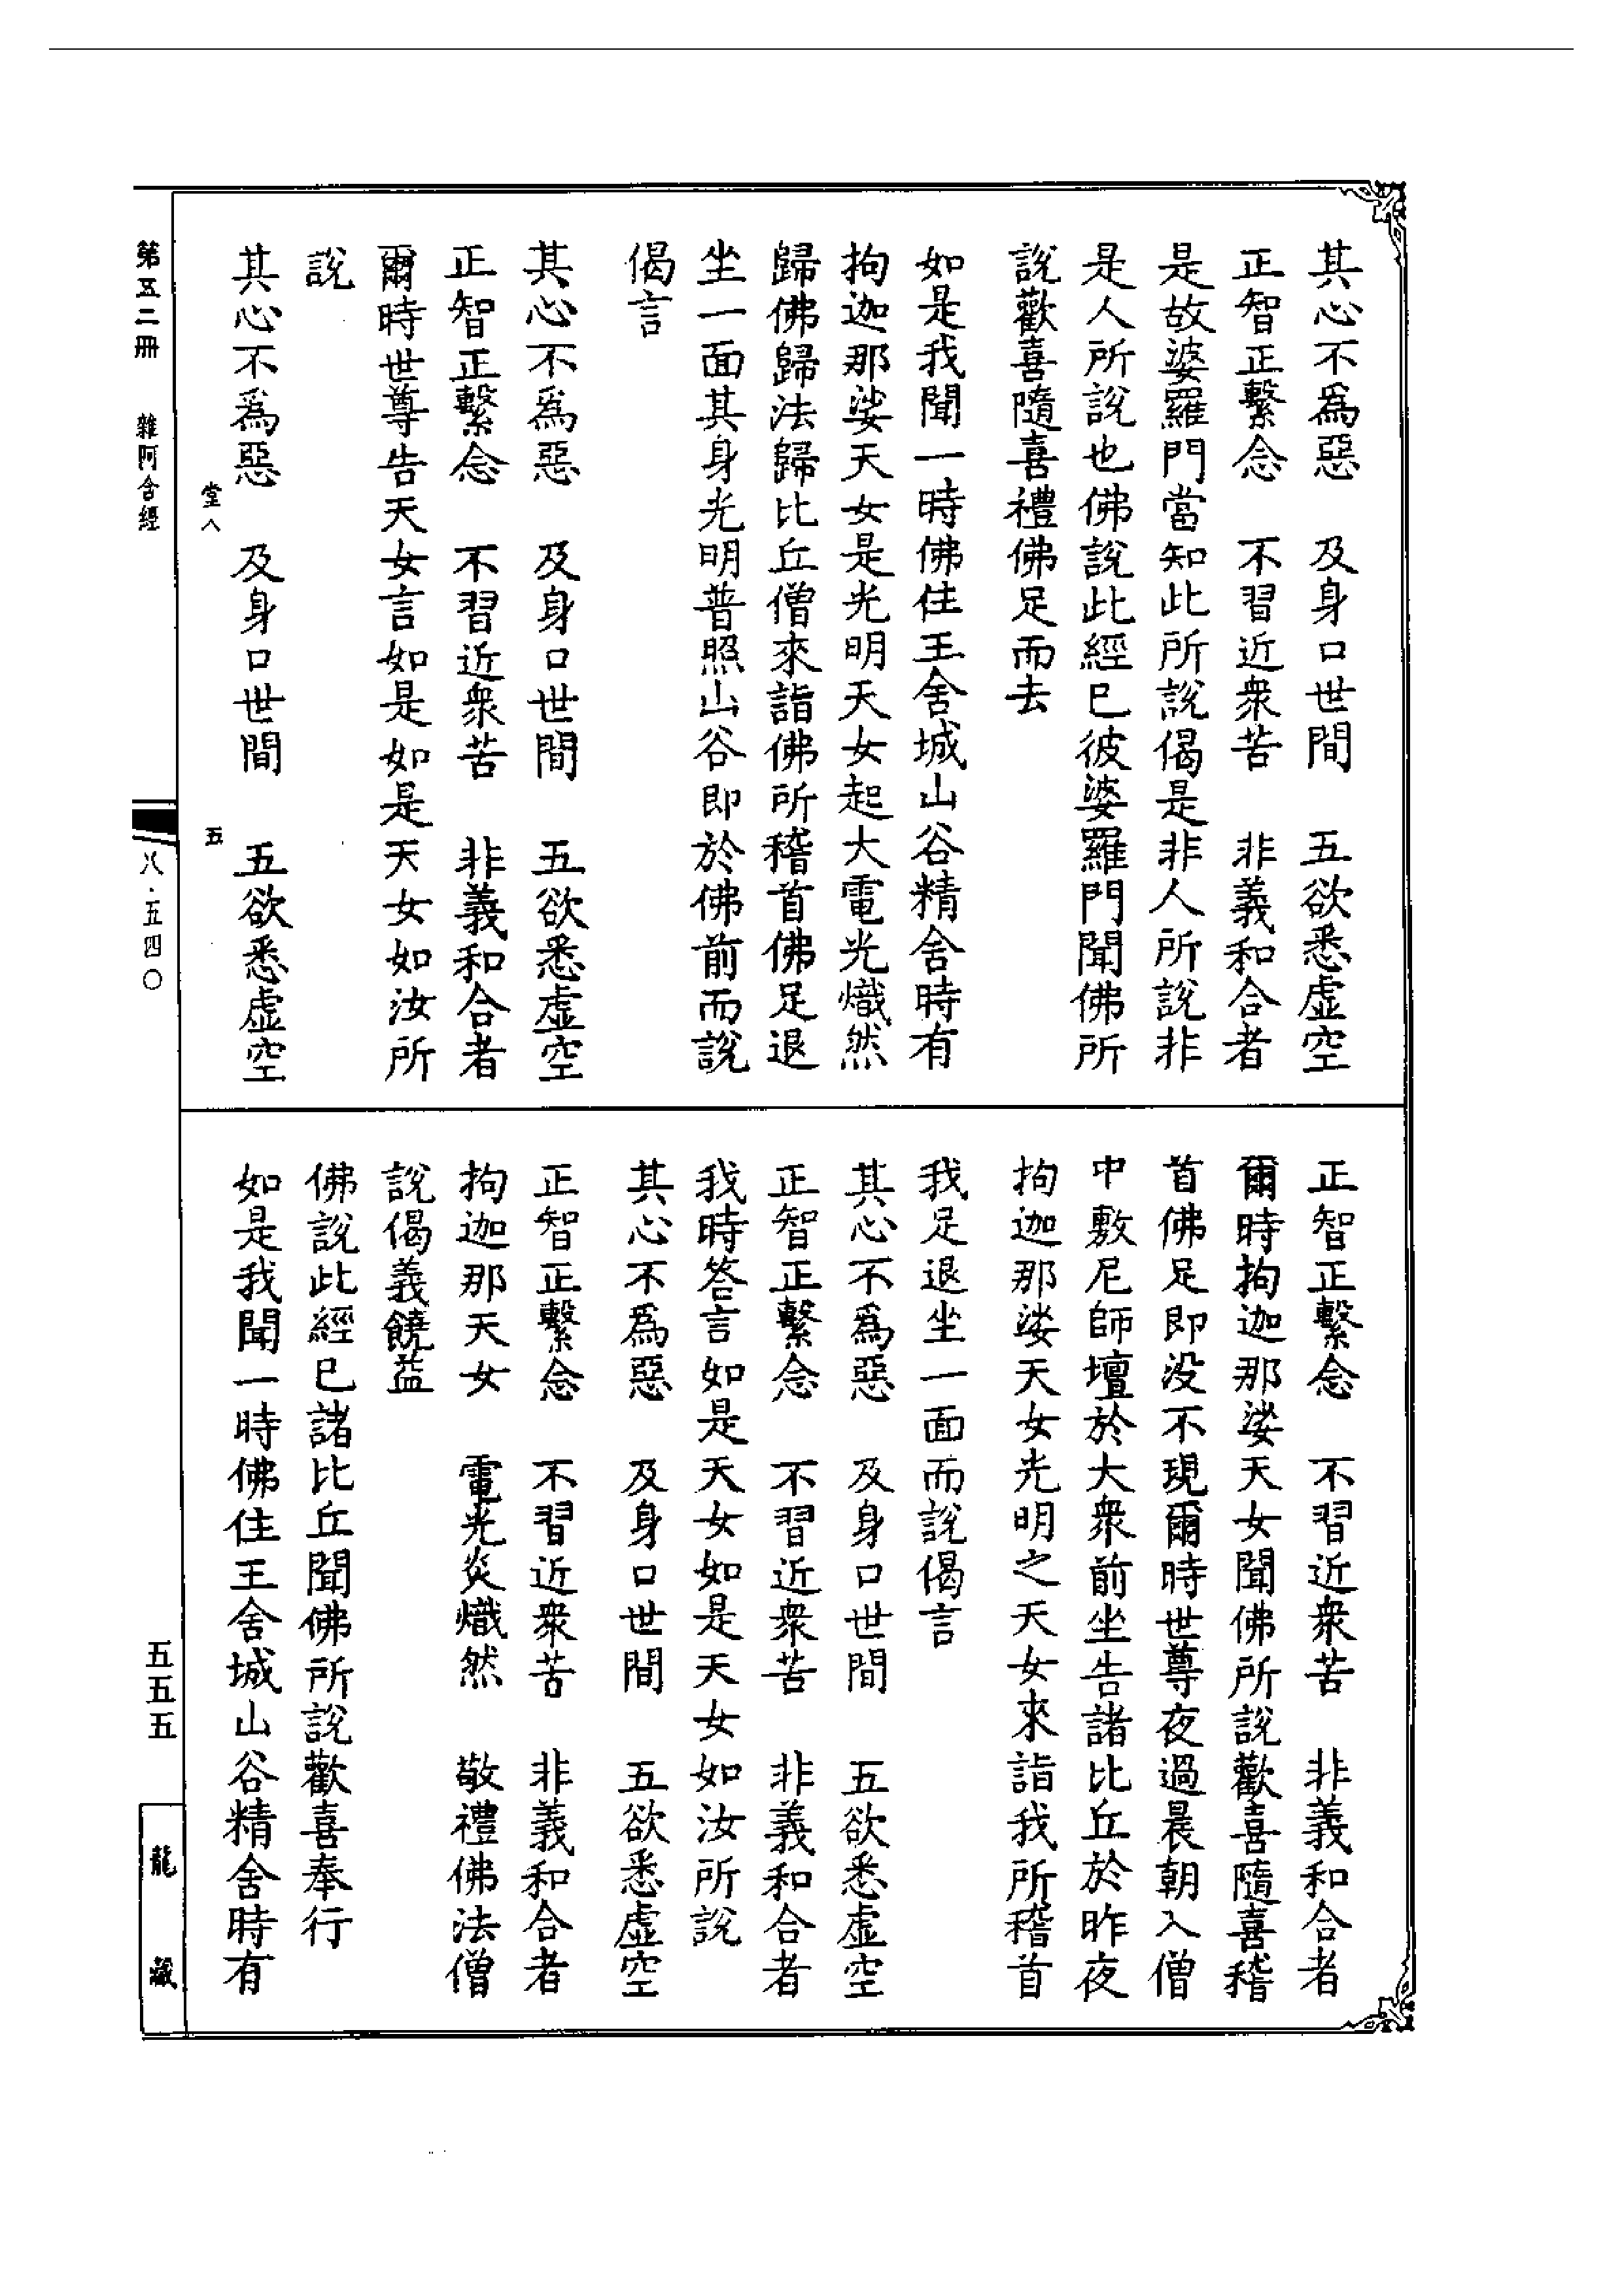 其心不爲惡　及身口世間　五欲悉虛空
正智正繫念　不習近衆苦　非義和合者
是故婆羅門當知此所說偈是非人所說非
是人所說也佛說此經已彼婆羅門聞佛所
說歡喜隨喜禮佛足而去
如是我聞一時佛住王舍城山谷精舍時有
拘迦那娑天女是光明天女起大電光熾然
歸佛歸法歸比丘僧來詣佛所稽首佛足退
坐一面其身光明普照山谷即於佛前而說
偈言
其心不爲惡　及身口世間　五欲悉虛空
正智正繫念　不習近衆苦　非義和合者
爾時世尊告天女言如是如是天女如汝所
說
其心不爲惡　及身口世間　五欲悉虛空
正智正繫念　不習近衆苦　非義和合者
爾時拘迦那娑天女聞佛所說歡喜隨喜稽
首佛足即没不現爾時世尊夜過晨朝入僧
中敷尼師壇於大衆前坐告諸比丘於昨夜
拘迦那娑天女光明之天女來詣我所稽首
我足退坐一面而說偈言
其心不爲惡　及身口世間　五欲悉虛空
正智正繫念　不習近衆苦　非義和合者
我時答言如是天女如是天女如汝所說
其心不爲惡　及身口世間　五欲悉虛空
正智正繫念　不習近衆苦　非義和合者
拘迦那天女　電光炎熾然　敬禮佛法僧
說偈義饒益
佛說此經已諸比丘聞佛所說歡喜奉行
如是我聞一時佛住王舍城山谷精舍時有
堂八　五
第五二冊　雜阿含經
八·五四〇
五五五
龍藏